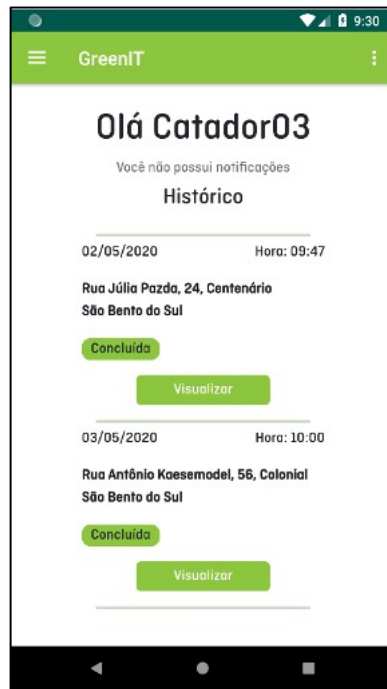 9:30
GreenIT
Olá Catador03
Você não possui notificações
Histórico
02/05/2020 Hora: 09:47
Rua Júlia Pazda, 24, Centenário
São Bento do Sul
Concluída
Visualizar
03/05/2020 Hora: 10:00
Rua Antônio Kaesemodel, 56, Colonial
São Bento do Sul
Concluída
Visualizar